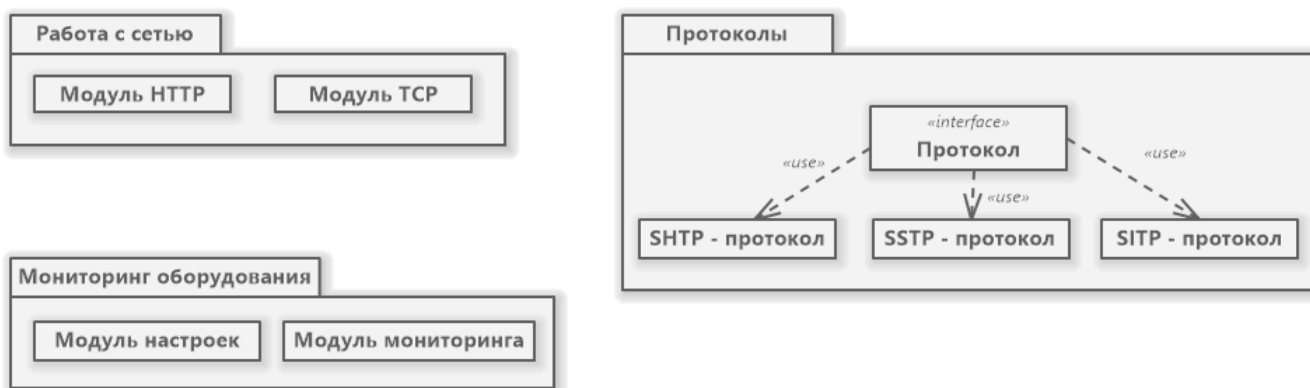 Работа с сетью
Модуль HTTP
Модуль TCP
Мониторинг оборудования
Модуль настроек
Модуль мониторинга
Протоколы
«interface»
Протокол
«use»
«use»
«use»
SHTP - протокол
SSTP - протокол
SITP - протокол